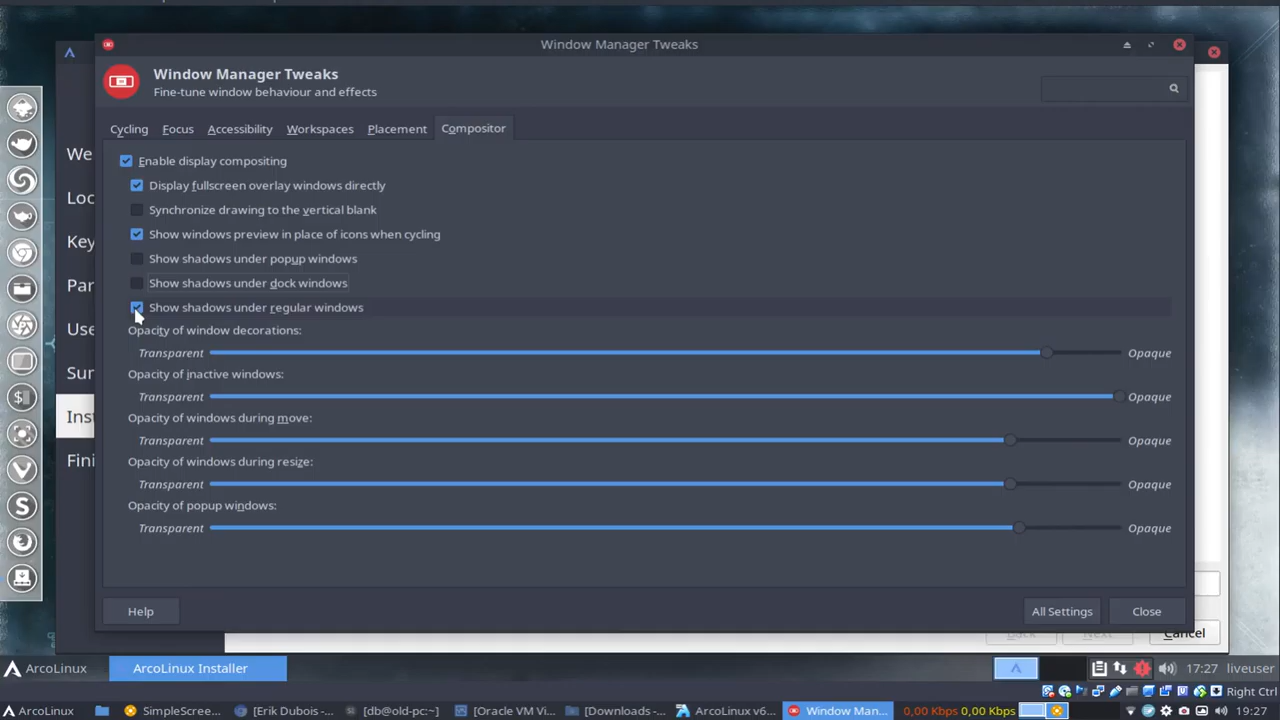 Window Manager Tweaks
Window Manager Tweaks
Fine-tune window behaviour and effects
Cycling Focus Accessibility Workspaces Placement Compositor
Enable display compositing
Display fullscreen overlay windows directly
Synchronize drawing to the vertical blank
Show windows preview in place of icons when cycling
Show shadows under popup windows
Show shadows under dock windows
Show shadows under regular windows
Opacity of window decorations:
Transparent Opaque
Opacity of inactive windows:
Transparent Opaque
Opacity of windows during move:
Transparent Opaque
Opacity of windows during resize:
Transparent Opaque
Opacity of popup windows:
Transparent Opaque
Help All Settings Close
We
Loc
Key
Par
Use
Sur
Inst
Fini
Back Next Cancel
ArcoLinux ArcoLinux Installer 17:27 liveuser
Right Ctrl
ArcoLinux SimpleScree... [Erik Dubois -... [db@old-pc:~] [Oracle VM Vi... [Downloads -... ArcoLinux v6... Window Man... 0,00 Kbps 0,00 Kbps 19:27